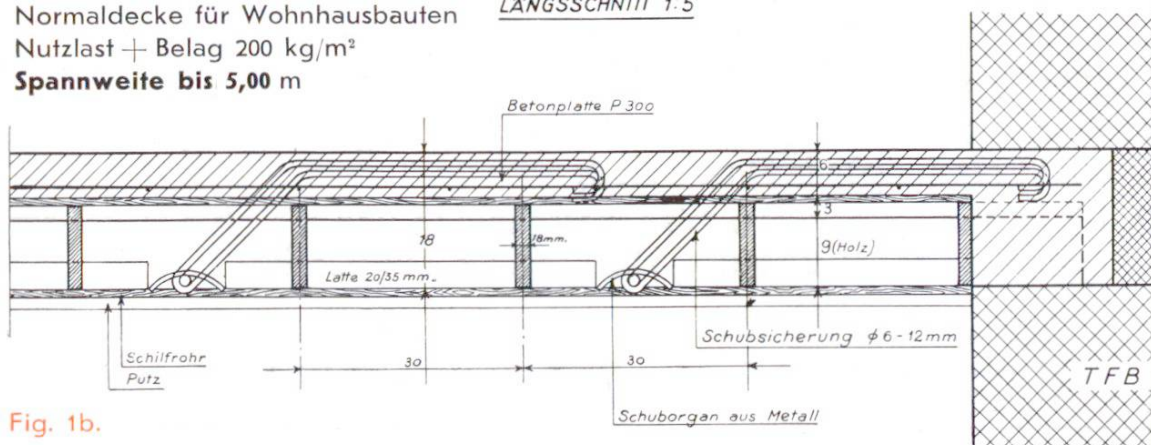 Normaldecke für Wohnhausbauten
Nutzlast + Belag 200 kg/m²
Spannweite bis 5,00 m
LÄNGSSCHNITT 1:5
Betonplatte P 300
6
3
18
18mm.
9(Holz)
Latte 20/35 mm.
Schubsicherung ϕ 6-12mm
Schilfrohr
Putz
30
30
TFB
Schuborgan aus Metall
Fig. 1b.